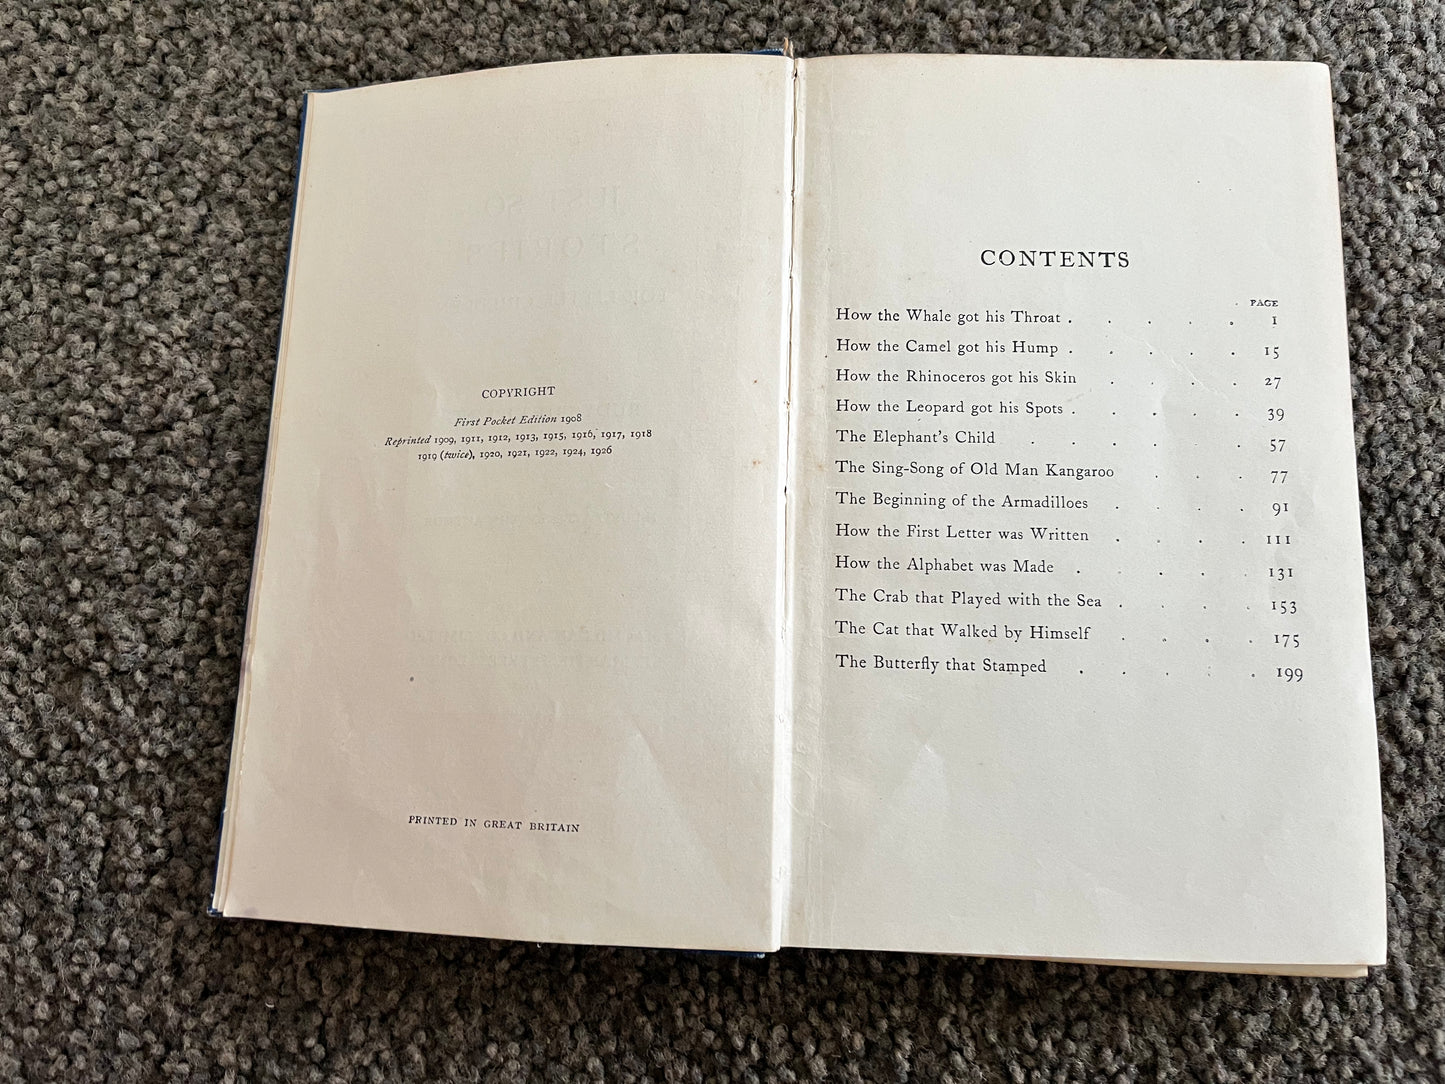 COPYRIGHT
First Pocket Edition 1908
Reprinted 1909, 1911, 1912, 1913, 1915, 1916, 1917, 1918
1919 (twice), 1920, 1921, 1922, 1924, 1926
PRINTED IN GREAT BRITAIN
CONTENTS
PAGE
How the Whale got his Throat . . . . . 1
How the Camel got his Hump . . . . . 15
How the Rhinoceros got his Skin . . . . 27
How the Leopard got his Spots . . . . . 39
The Elephant's Child . . . . . 57
The Sing-Song of Old Man Kangaroo . . . 77
The Beginning of the Armadilloes . . . . 91
How the First Letter was Written . . . . 111
How the Alphabet was Made . . . . . 131
The Crab that Played with the Sea . . . . 153
The Cat that Walked by Himself . . . . 175
The Butterfly that Stamped . . . . . 199